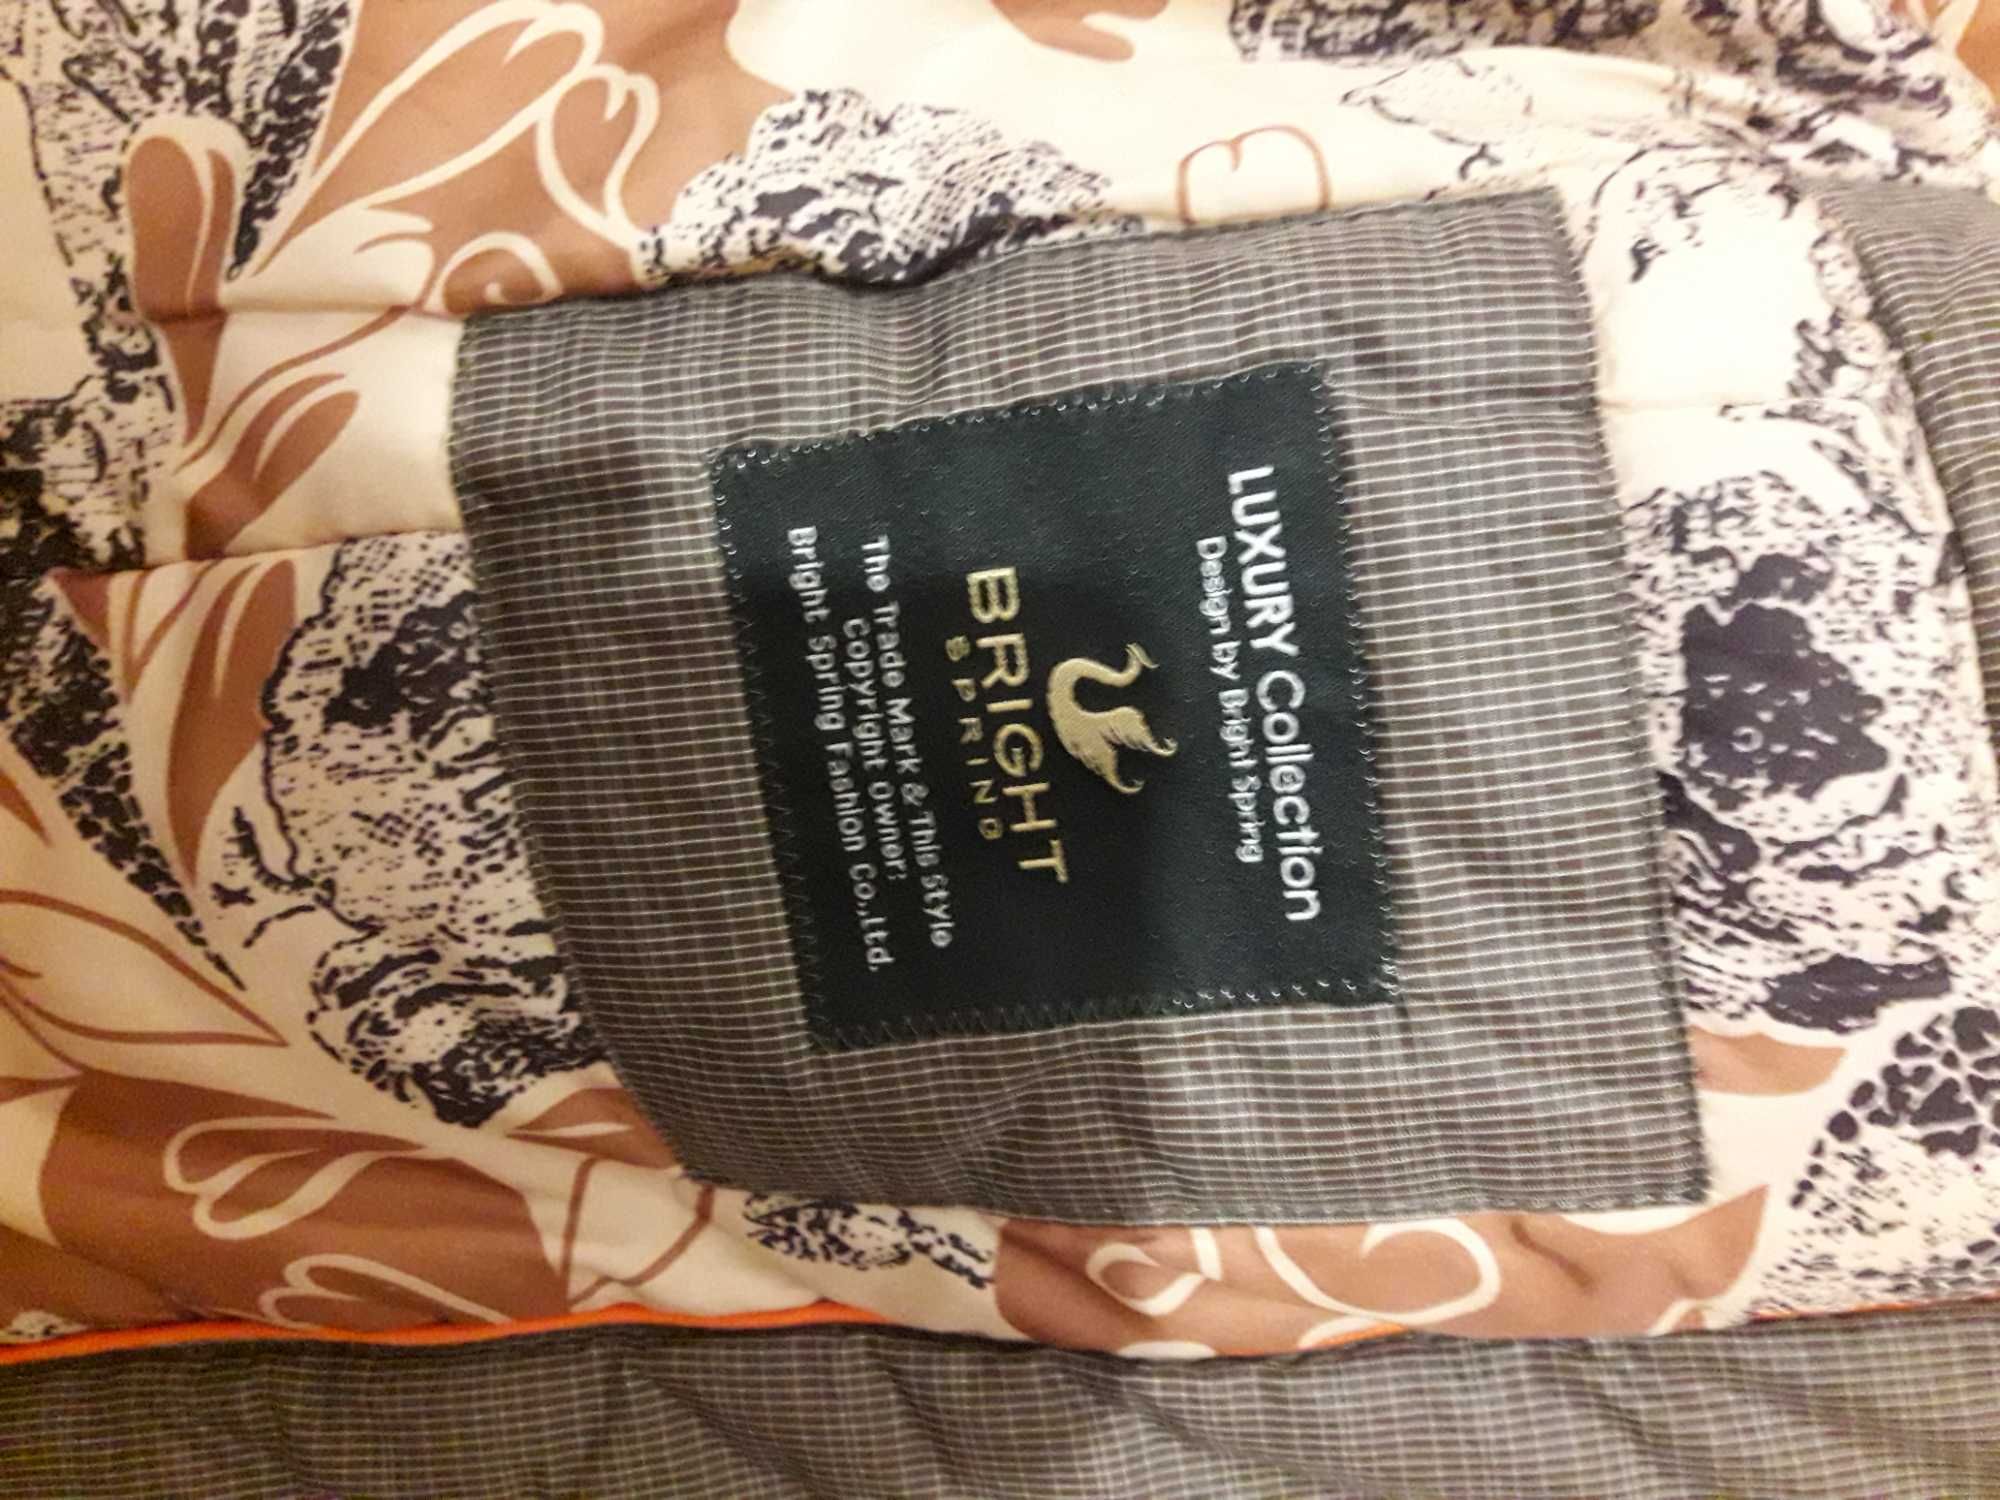 LUXURY Collection
Design by Bright Spring
BRIGHT
SPRING
The Trade Mark & This Style
Copyright Owner:
Bright Spring Fashion Co.,Ltd.